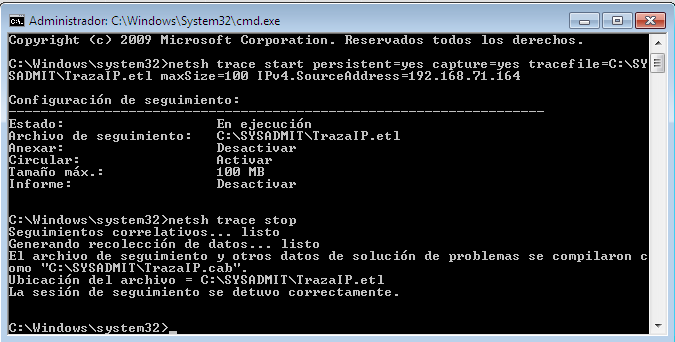 Administrador: C:\Windows\System32\cmd.exe
Copyright (c) 2009 Microsoft Corporation. Reservados todos los derechos.
C:\Windows\system32>netsh trace start persistent=yes capture=yes tracefile=C:\SY
SADMIT\TrazaIP.etl maxSize=100 IPv4.SourceAddress=192.168.71.164
Configuración de seguimiento:
-------------------------------------------------------------------
Estado: En ejecución
Archivo de seguimiento: C:\SYSADMIT\TrazaIP.etl
Anexar: Desactivar
Circular: Activar
Tamaño máx.: 100 MB
Informe: Desactivar
C:\Windows\system32>netsh trace stop
Seguimientos correlativos... listo
Generando recolección de datos... listo
El archivo de seguimiento y otros datos de solución de problemas se compilaron c
omo "C:\SYSADMIT\TrazaIP.cab".
Ubicación del archivo = C:\SYSADMIT\TrazaIP.etl
La sesión de seguimiento se detuvo correctamente.
C:\Windows\system32>_